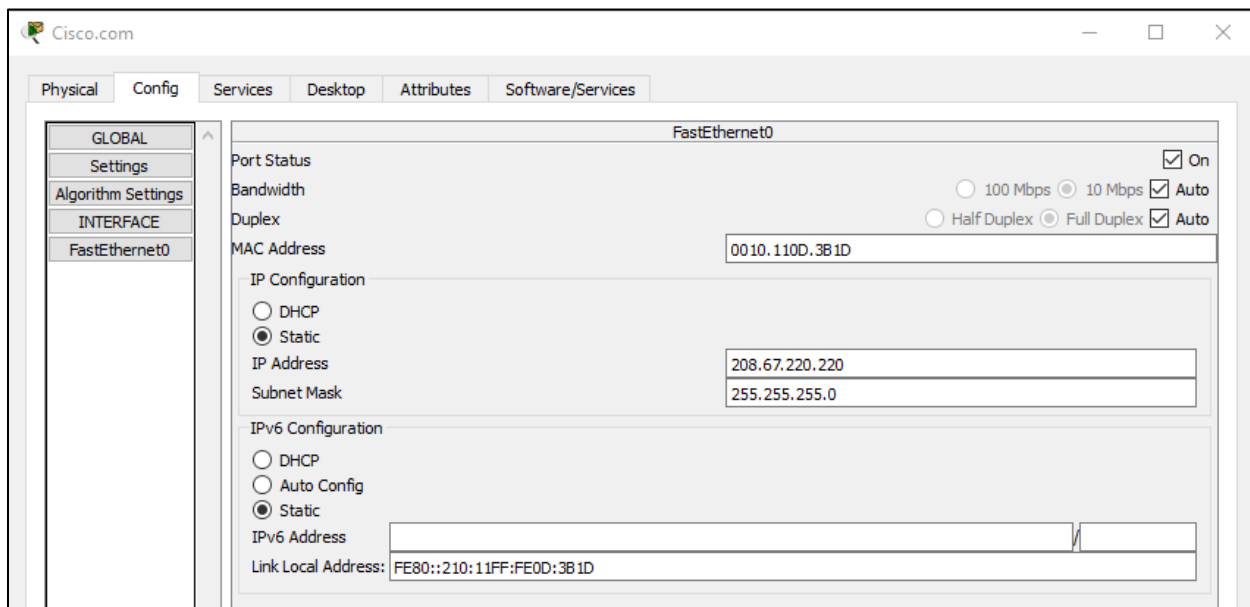 Cisco.com
Physical Config Services Desktop Attributes Software/Services
GLOBAL
Settings
Algorithm Settings
INTERFACE
FastEthernet0
FastEthernet0
Port Status On
Bandwidth 100 Mbps 10 Mbps Auto
Duplex Half Duplex Full Duplex Auto
MAC Address 0010.110D.3B1D
IP Configuration
DHCP
Static
IP Address 208.67.220.220
Subnet Mask 255.255.255.0
IPv6 Configuration
DHCP
Auto Config
Static
IPv6 Address /
Link Local Address: FE80::210:11FF:FE0D:3B1D